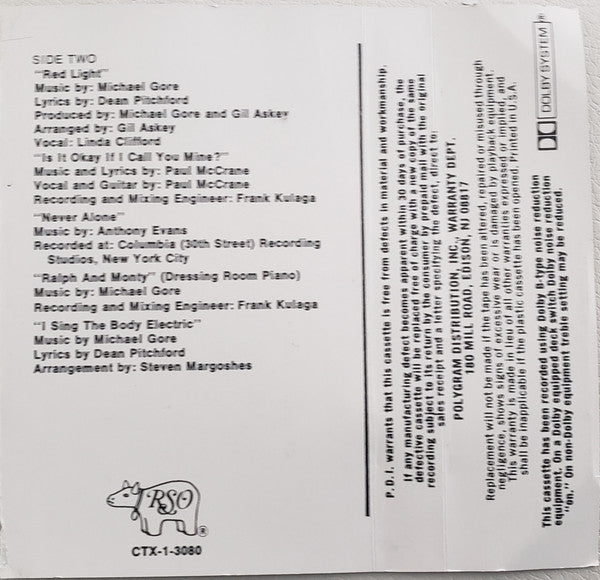 SIDE TWO
"Red Light"
Music by: Michael Gore
Lyrics by: Dean Pitchford
Produced by: Michael Gore and Gil Askey
Arranged by: Gil Askey
Vocal: Linda Clifford
"Is It Okay If I Call You Mine?"
Music and Lyrics by: Paul McCrane
Vocal and Guitar by: Paul McCrane
Recording and Mixing Engineer: Frank Kulaga
"Never Alone"
Music by: Anthony Evans
Recorded at: Columbia (30th Street) Recording
Studios, New York City
"Ralph And Monty" (Dressing Room Piano)
Music by: Michael Gore
Recording and Mixing Engineer: Frank Kulaga
"I Sing The Body Electric"
Music by Michael Gore
Lyrics by Dean Pitchford
Arrangement by: Steven Margoshes
RSO ®
CTX-1-3080
P.D.I. warrants that this cassette is free from defects in material and workmanship.
If any manufacturing defect becomes apparent within 30 days of purchase, the
defective cassette will be replaced free of charge with a new copy of the same
recording subject to its return by the consumer by prepaid mail with the original
sales receipt and a letter specifying the defect, direct to:
POLYGRAM DISTRIBUTION, INC., WARRANTY DEPT.
180 MILL ROAD, EDISON, NJ 08817
Replacement will not be made if the tape has been altered, repaired or misused through
negligence, shows signs of excessive wear or is damaged by playback equipment.
This warranty is made in lieu of all other warranties expressed or implied, and
shall be inapplicable if the plastic cassette has been opened. Printed in U.S.A.
This cassette has been recorded using Dolby B-type noise reduction
equipment. On a Dolby equipped deck switch Dolby noise reduction
"on." On non-Dolby equipment treble setting may be reduced.
DOLBY SYSTEM ®